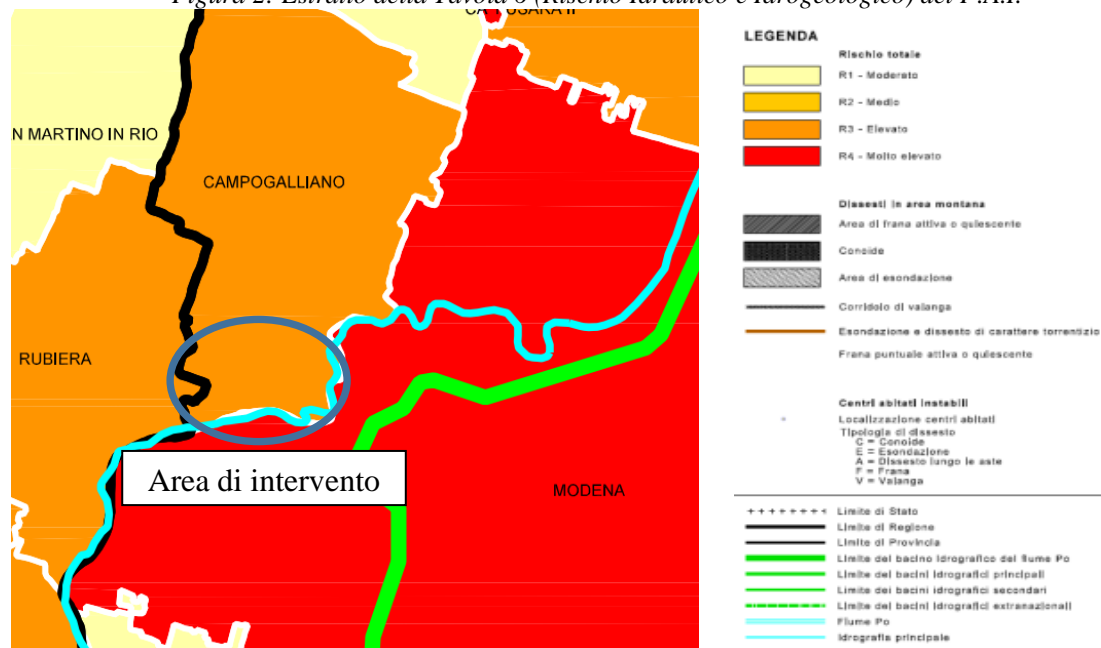 Figura 2: Estratto della Tavola 6 (Rischio Idraulico e Idrogeologico) del P.A.I.
N MARTINO IN RIO
CAMPOGALLIANO
RUBIERA
Area di intervento
MODENA
LEGENDA
Rischio totale
R1 - Moderato
R2 - Medio
R3 - Elevato
R4 - Molto elevato
Dissesti in area montana
Area di frana attiva o quiescente
Conoide
Area di esondazione
Corridoio di valanga
Esondazione e dissesto di carattere torrentizio
Frana puntuale attiva o quiescente
Centri abitati instabili
Localizzazione centri abitati
Tipologia di dissesto
C = Conoide
E = Esondazione
A = Dissesto lungo le aste
F = Frana
V = Valanga
Limite di Stato
Limite di Regione
Limite di Provincia
Limite del bacino idrografico del fiume Po
Limite dei bacini idrografici principali
Limite dei bacini idrografici secondari
Limite dei bacini idrografici extranazionali
Fiume Po
Idrografia principale